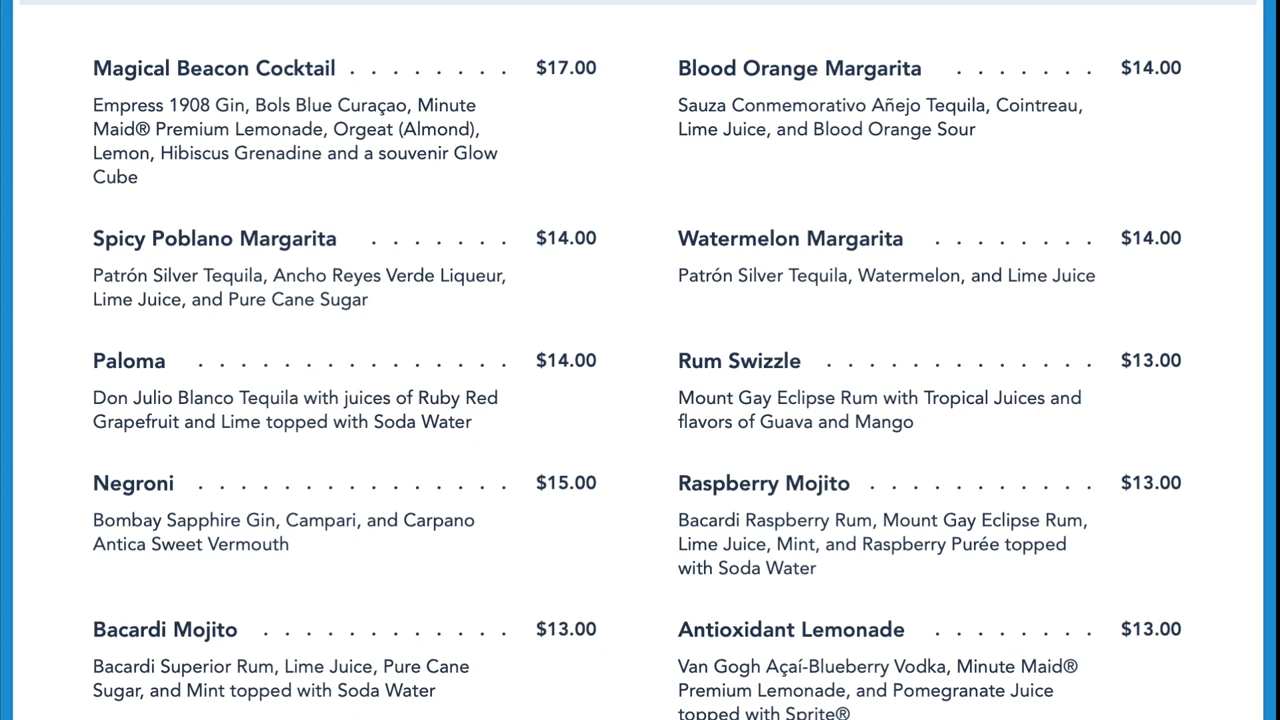 Magical Beacon Cocktail . . . . . . . . $17.00
Empress 1908 Gin, Bols Blue Curaçao, Minute
Maid® Premium Lemonade, Orgeat (Almond),
Lemon, Hibiscus Grenadine and a souvenir Glow
Cube
Blood Orange Margarita . . . . . . . $14.00
Sauza Conmemorativo Añejo Tequila, Cointreau,
Lime Juice, and Blood Orange Sour
Spicy Poblano Margarita . . . . . . . $14.00
Patrón Silver Tequila, Ancho Reyes Verde Liqueur,
Lime Juice, and Pure Cane Sugar
Watermelon Margarita . . . . . . . . $14.00
Patrón Silver Tequila, Watermelon, and Lime Juice
Paloma . . . . . . . . . . . . . . . $14.00
Don Julio Blanco Tequila with juices of Ruby Red
Grapefruit and Lime topped with Soda Water
Rum Swizzle . . . . . . . . . . . . . $13.00
Mount Gay Eclipse Rum with Tropical Juices and
flavors of Guava and Mango
Negroni . . . . . . . . . . . . . . . $15.00
Bombay Sapphire Gin, Campari, and Carpano
Antica Sweet Vermouth
Raspberry Mojito . . . . . . . . . . . $13.00
Bacardi Raspberry Rum, Mount Gay Eclipse Rum,
Lime Juice, Mint, and Raspberry Purée topped
with Soda Water
Bacardi Mojito . . . . . . . . . . . . $13.00
Bacardi Superior Rum, Lime Juice, Pure Cane
Sugar, and Mint topped with Soda Water
Antioxidant Lemonade . . . . . . . . $13.00
Van Gogh Açaí-Blueberry Vodka, Minute Maid®
Premium Lemonade, and Pomegranate Juice
topped with Sprite®